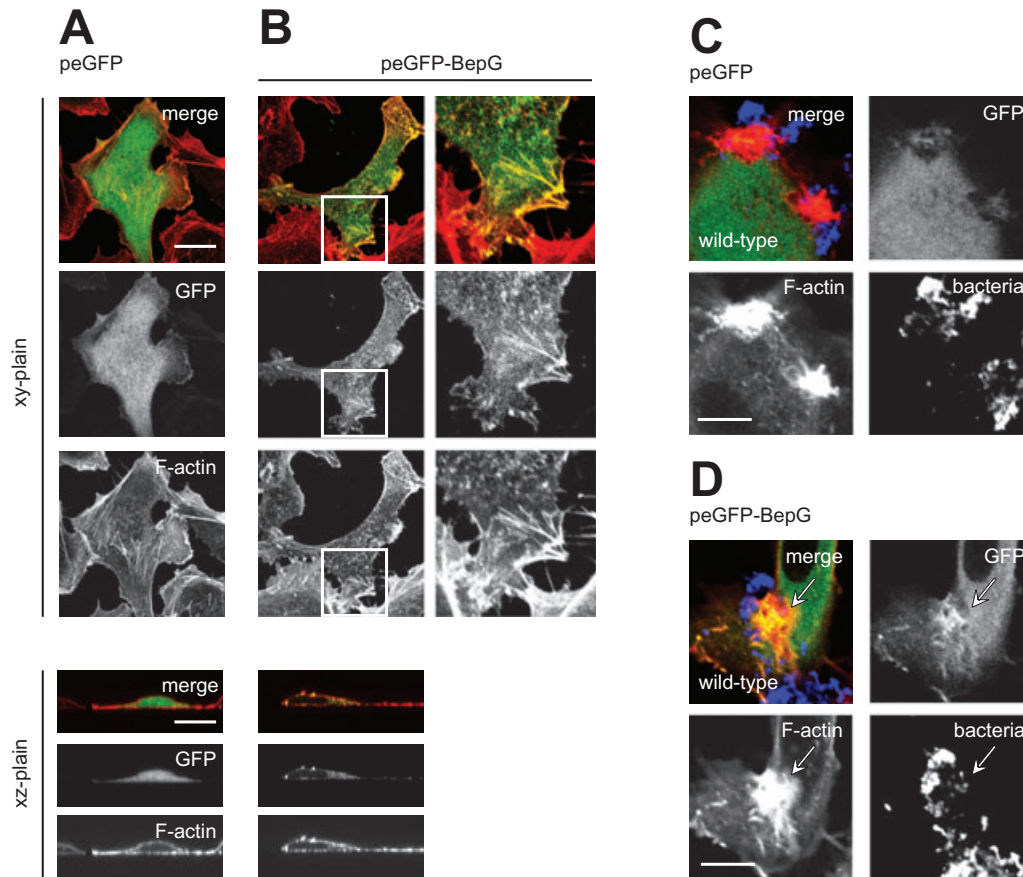 A
peGFP
xy-plain
merge
GFP
F-actin
xz-plain
merge
GFP
F-actin
B
peGFP-BepG
C
peGFP
merge
wild-type
GFP
F-actin
bacteria
D
peGFP-BepG
merge
wild-type
GFP
F-actin
bacteria